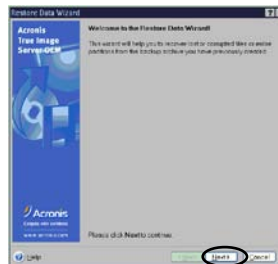 Restore Data Wizard
Acronis
True Image
Server OEM
Welcome to the Restore Data Wizard!
This wizard will help you to recover lost or corrupted files or entire
partitions from the backup archive you have previously created.
Acronis
www.acronis.com
Please click Next to continue.
Help
Next
Cancel